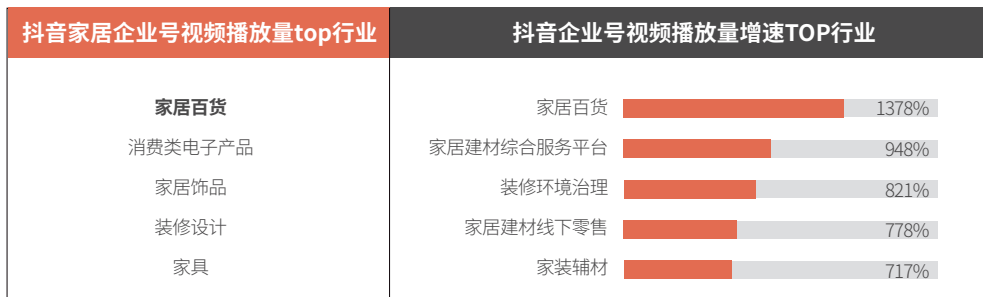 抖音家居企业号视频播放量top行业
家居百货
消费类电子产品
家居饰品
装修设计
家具
抖音企业号视频播放量增速TOP行业
家居百货 1378%
家居建材综合服务平台 948%
装修环境治理 821%
家居建材线下零售 778%
家装辅材 717%